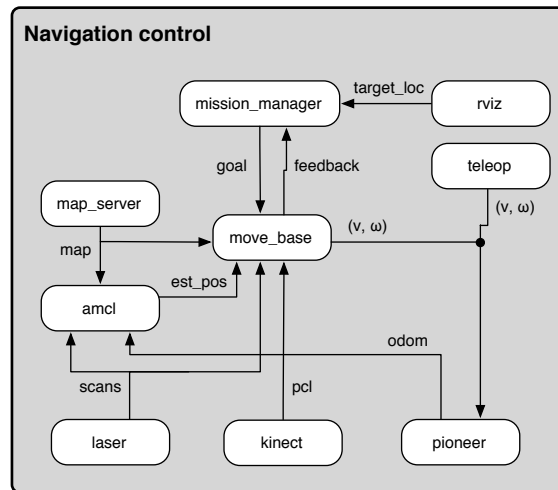 Navigation control
target_loc
mission_manager
rviz
goal
feedback
teleop
map_server
(v, ω)
(v, ω)
map
move_base
est_pos
amcl
odom
scans
pcl
laser
kinect
pioneer